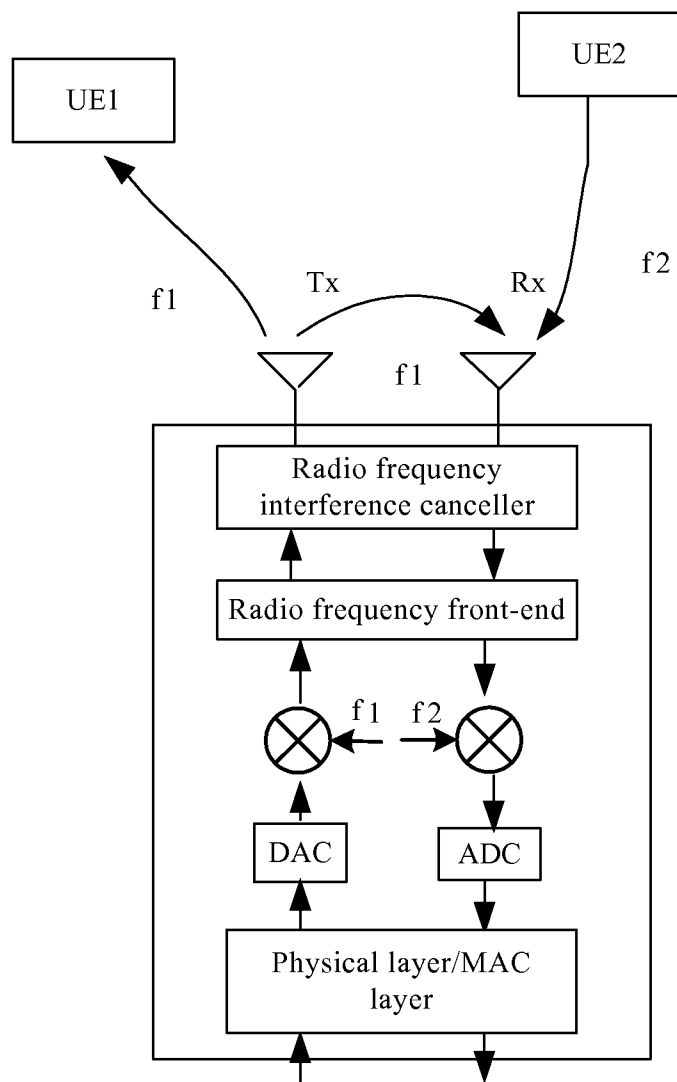 UE1
UE2
f1
Tx
Rx
f2
f1
Radio frequency
interference canceller
Radio frequency front-end
f1
f2
DAC
ADC
Physical layer/MAC
layer